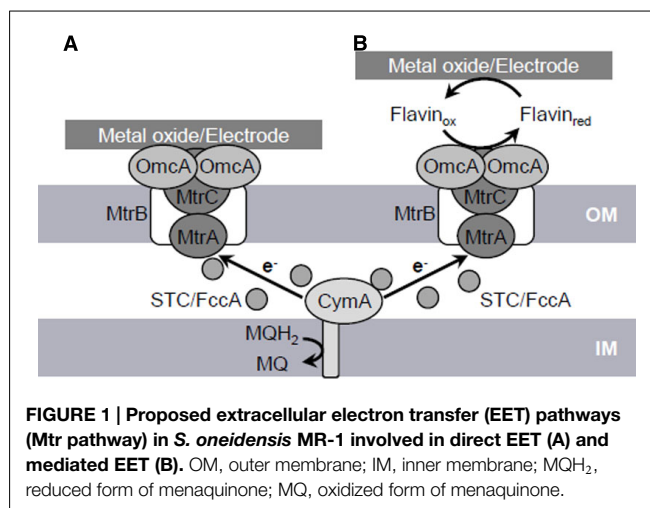 A
B
Metal oxide/Electrode
Flavinox
Flavinred
Metal oxide/Electrode
OmcA
OmcA
OmcA
OmcA
MtrC
MtrC
MtrB
MtrB
OM
MtrA
MtrA
e-
e-
STC/FccA
CymA
STC/FccA
MQH2
MQ
IM
FIGURE 1 | Proposed extracellular electron transfer (EET) pathways
(Mtr pathway) in S. oneidensis MR-1 involved in direct EET (A) and
mediated EET (B). OM, outer membrane; IM, inner membrane; MQH2,
reduced form of menaquinone; MQ, oxidized form of menaquinone.